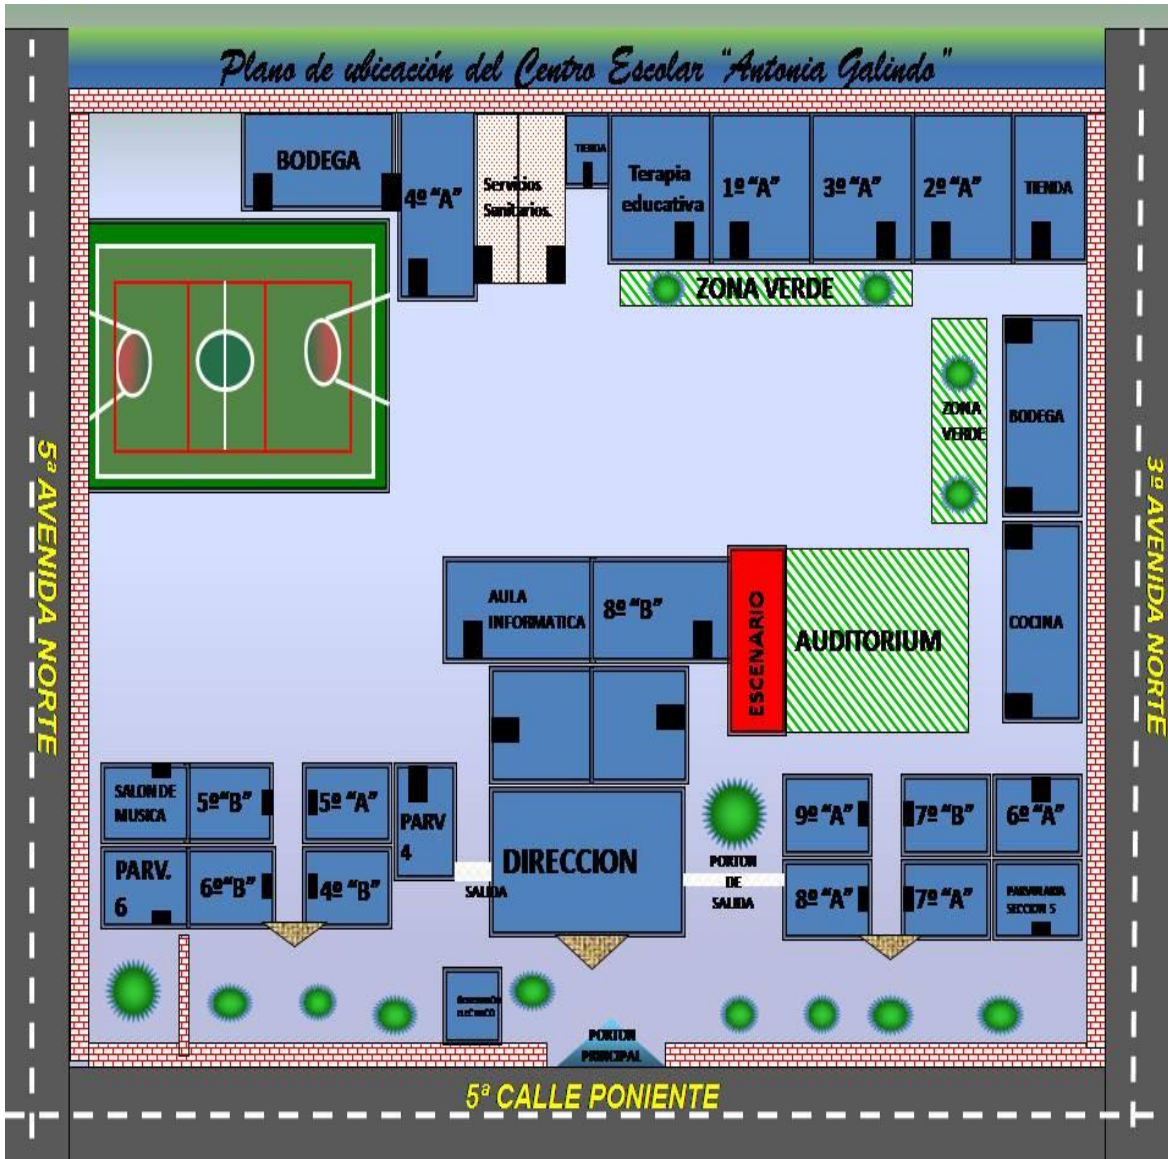 Plano de ubicación del Centro Escolar "Antonia Galindo"
BODEGA
4º "A"
Servicios
Sanitarios.
TIENDA
Terapia
educativa
1º "A"
3º "A"
2º "A"
TIENDA
ZONA VERDE
ZONA
VERDE
BODEGA
5ª AVENIDA NORTE
3ª AVENIDA NORTE
AULA
INFORMATICA
8º "B"
ESCENARIO
AUDITORIUM
COCINA
SALON DE
MUSICA
5º "B"
5º "A"
PARV
4
9º "A"
7º "B"
6º "A"
PARV.
6
6º "B"
4º "B"
SALIDA
DIRECCION
PORTON
DE
SALIDA
8º "A"
7º "A"
PARVULARIA
SECCION 5
PORTON
PRINCIPAL
5ª CALLE PONIENTE